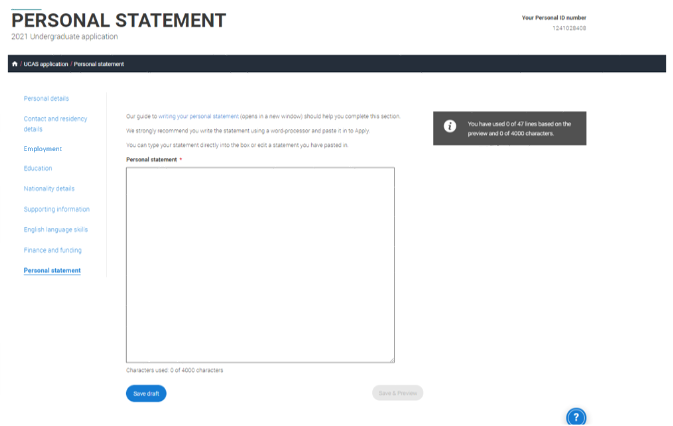 PERSONAL STATEMENT
2021 Undergraduate application
Your Personal ID number
1241028408
/ UCAS application / Personal statement
Personal details
Contact and residency
details
Employment
Education
Nationality details
Supporting information
English language skills
Finance and funding
Personal statement
Our guide to writing your personal statement (opens in a new window) should help you complete this section.
We strongly recommend you write the statement using a word-processor and paste it in to Apply
You can type your statement directly into the box or edit a statement you have pasted in.
Personal statement *
Characters used: 0 of 4000 characters
Save draft
Save & Preview
i
You have used 0 of 47 lines based on the
preview and 0 of 4000 characters.
?